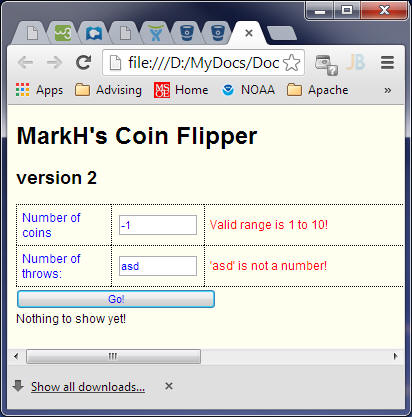 file:///D:/MyDocs/Doc
Apps Advising MS OE Home NOAA Apache »
MarkH's Coin Flipper
version 2
Number of
coins
-1
Valid range is 1 to 10!
Number of
throws:
asd
'asd' is not a number!
Go!
Nothing to show yet!
Show all downloads...